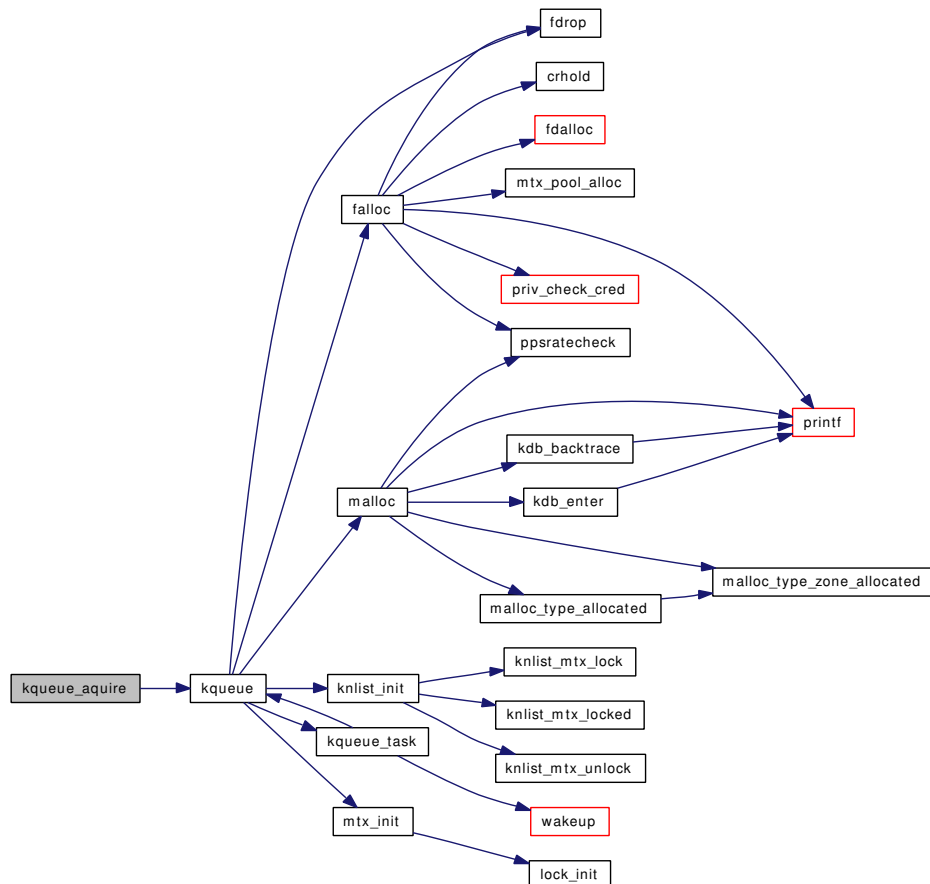 fdrop
crhold
fdalloc
mtx_pool_alloc
falloc
priv_check_cred
ppsratecheck
printf
kdb_backtrace
malloc
kdb_enter
malloc_type_zone_allocated
malloc_type_allocated
knlist_mtx_lock
kqueue_aquire
kqueue
knlist_init
knlist_mtx_locked
kqueue_task
knlist_mtx_unlock
mtx_init
wakeup
lock_init